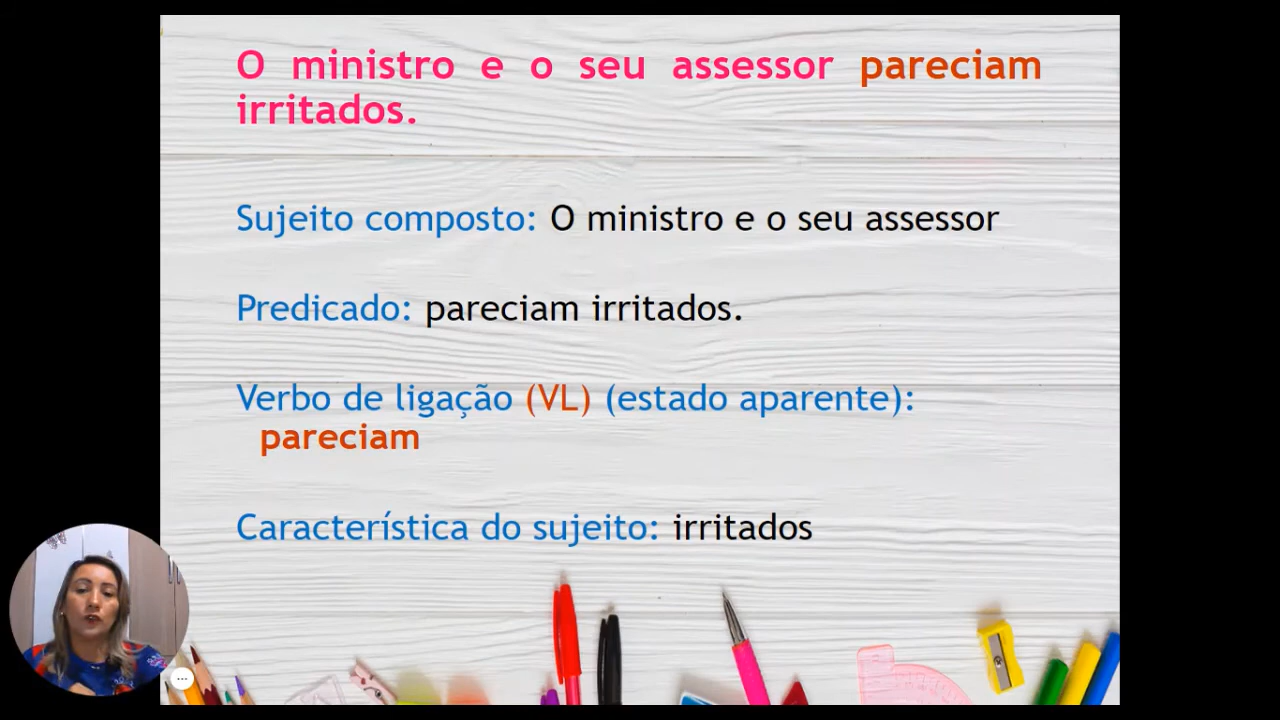 O ministro e o seu assessor pareciam
irritados.
Sujeito composto: O ministro e o seu assessor
Predicado: pareciam irritados.
Verbo de ligação (VL) (estado aparente):
pareciam
Característica do sujeito: irritados